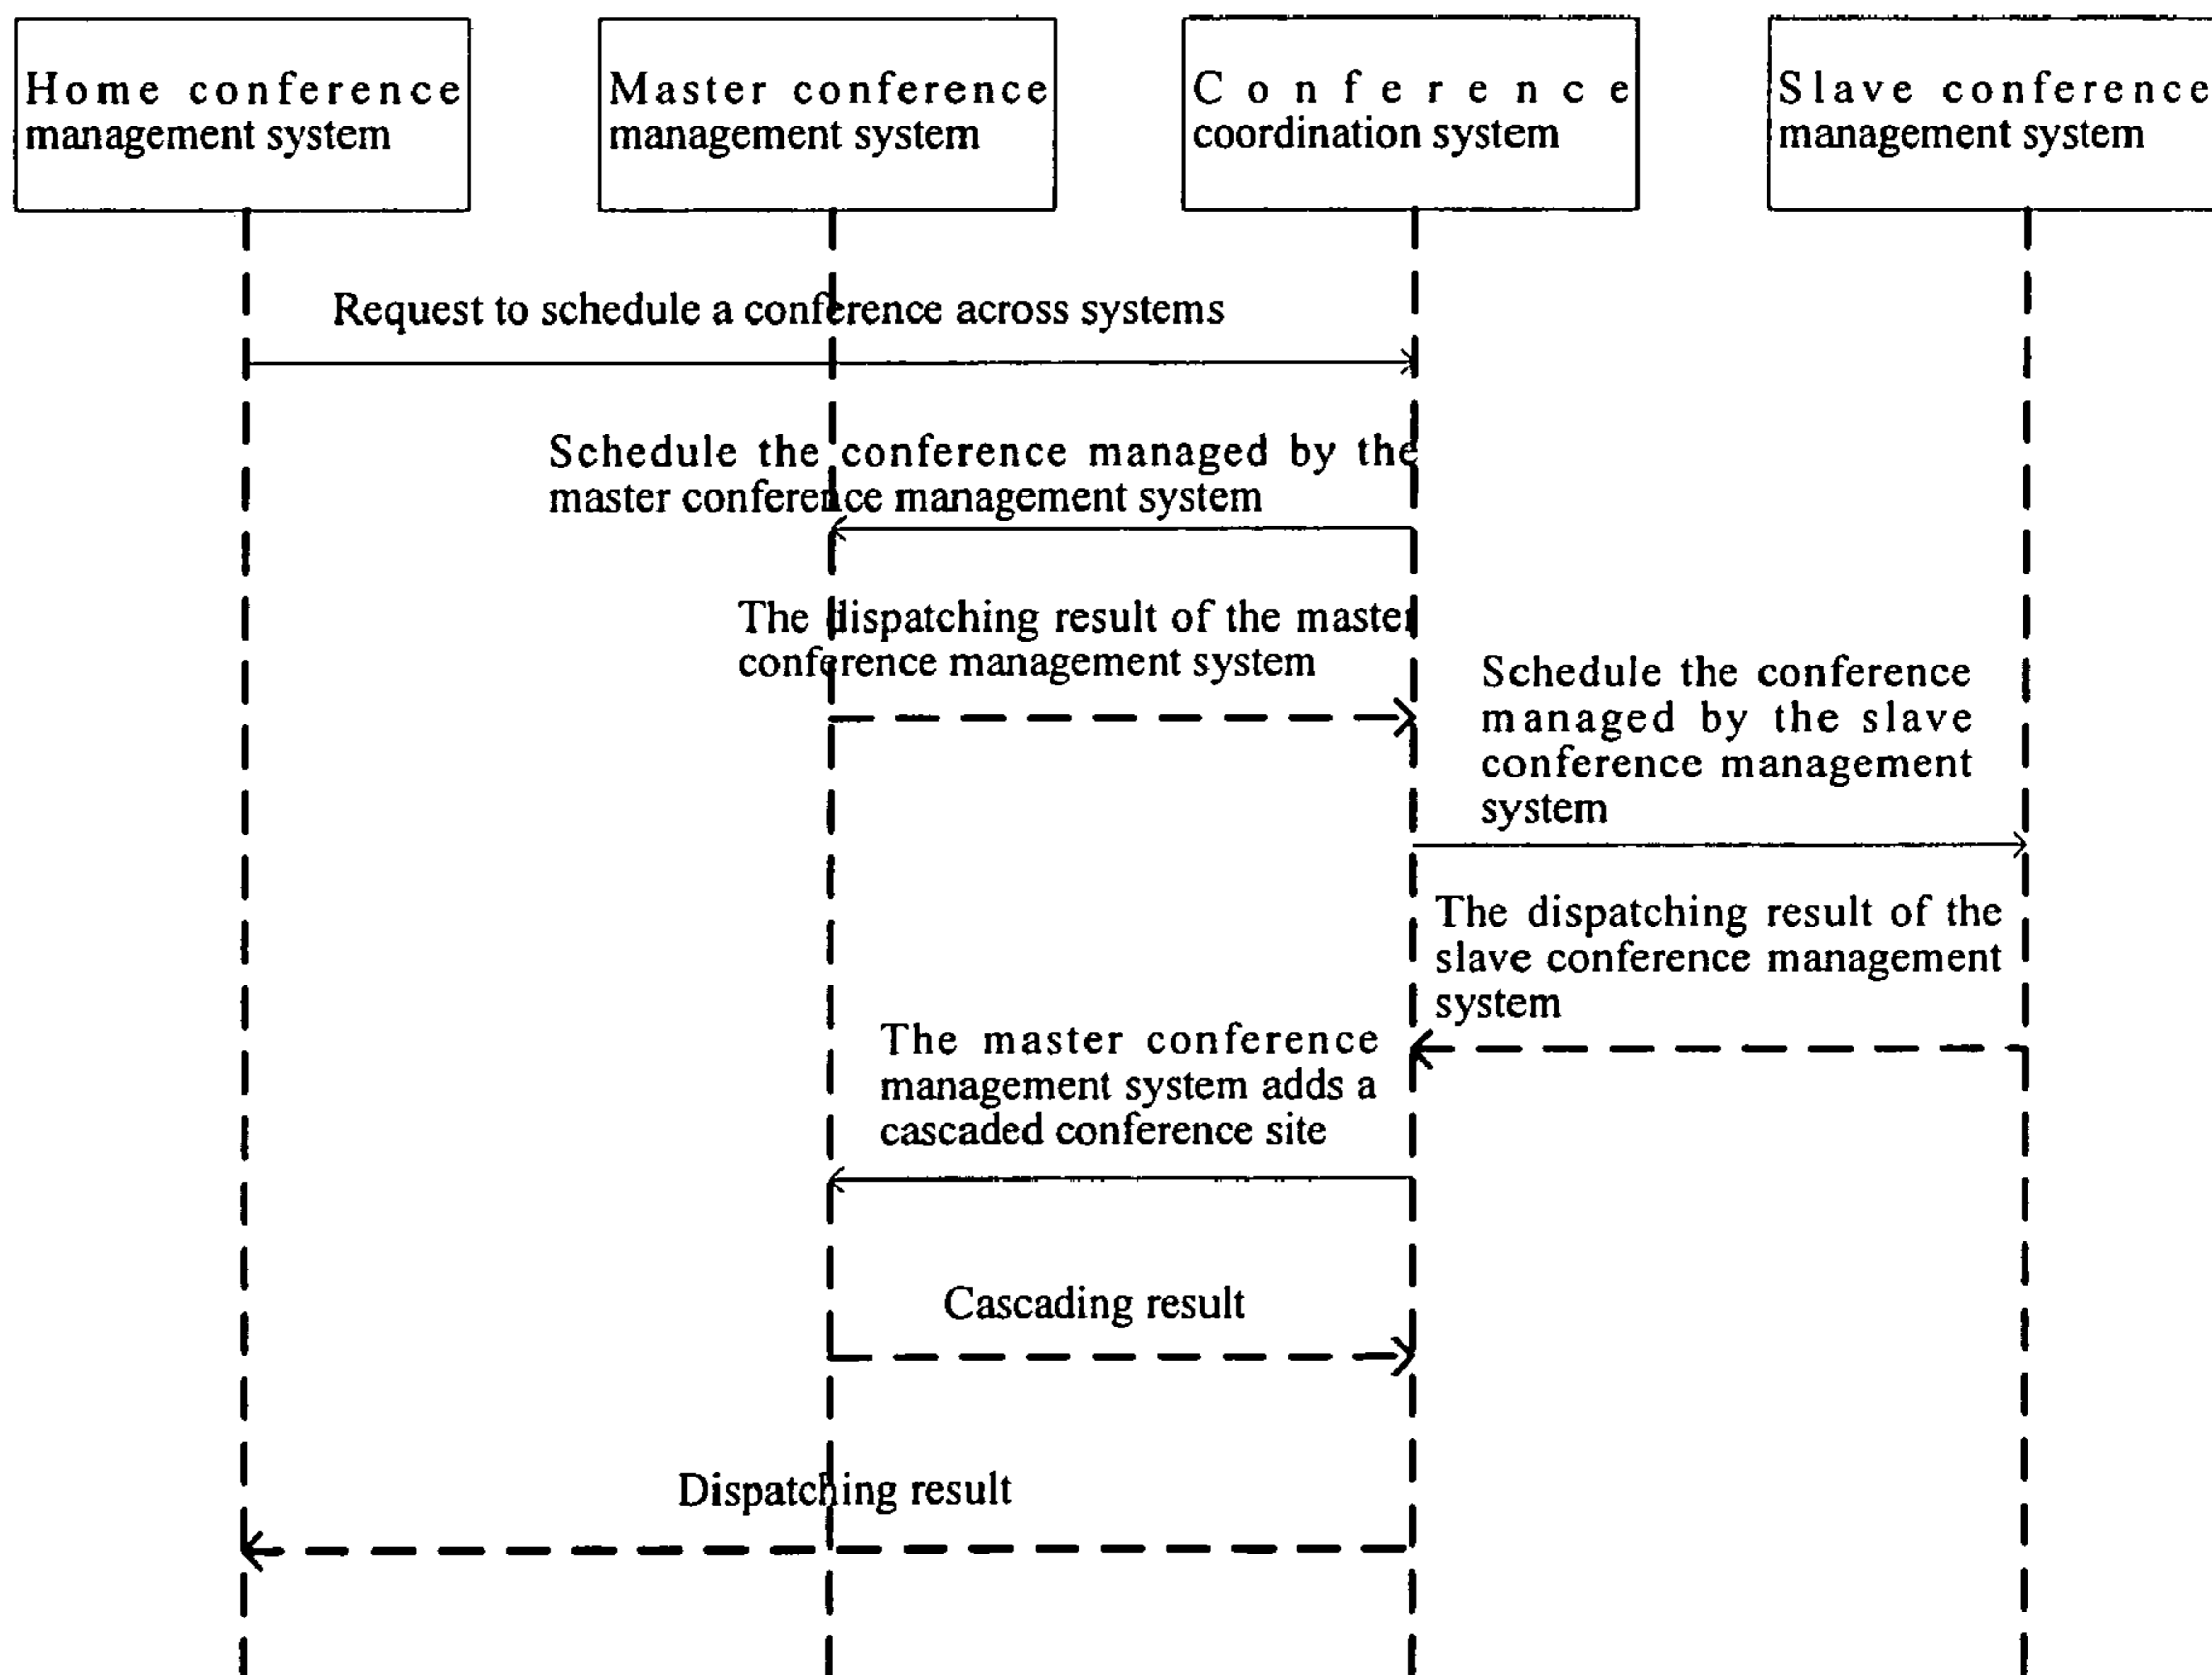 Home conference
management system
Master conference
management system
Conference
coordination system
Slave conference
management system
Request to schedule a conference across systems
Schedule the conference managed by the
master conference management system
The dispatching result of the master
conference management system
Schedule the conference
managed by the slave
conference management
system
The dispatching result of the
slave conference management
system
The master conference
management system adds a
cascaded conference site
Cascading result
Dispatching result